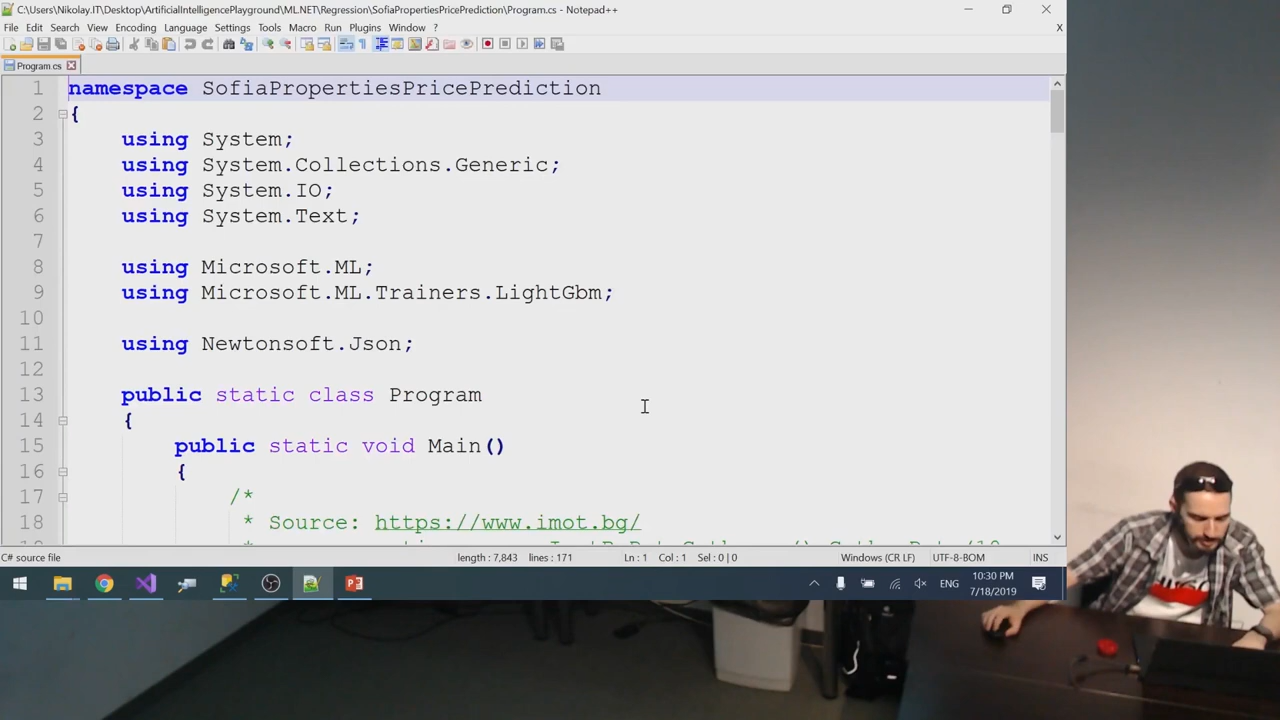 C:\Users\Nikolay.IT\Desktop\ArtificialIntelligencePlayground\ML.NET\Regression\SofiaPropertiesPricePrediction\Program.cs - Notepad++
File Edit Search View Encoding Language Settings Tools Macro Run Plugins Window ? X
Program.cs
1 namespace SofiaPropertiesPricePrediction
2 {
3 using System;
4 using System.Collections.Generic;
5 using System.IO;
6 using System.Text;
7
8 using Microsoft.ML;
9 using Microsoft.ML.Trainers.LightGbm;
10
11 using Newtonsoft.Json;
12
13 public static class Program
14 {
15 public static void Main()
16 {
17 /*
18 * Source: https://www.imot.bg/
C# source file length : 7,843 lines : 171 Ln : 1 Col : 1 Sel : 0 | 0 Windows (CR LF) UTF-8-BOM INS
ENG
10:30 PM
7/18/2019